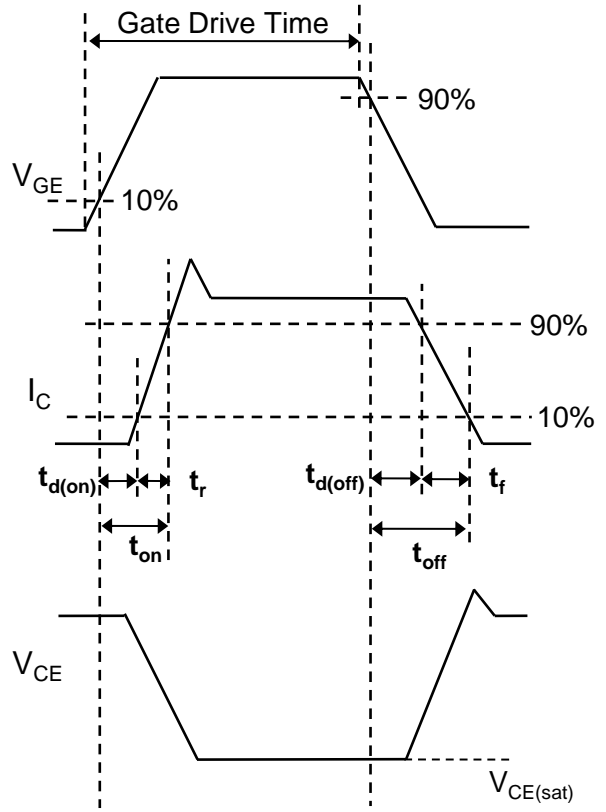 Gate Drive Time
90%
V_GE
10%
90%
I_C
10%
t_d(on) t_r t_d(off) t_f
t_on t_off
V_CE
V_CE(sat)